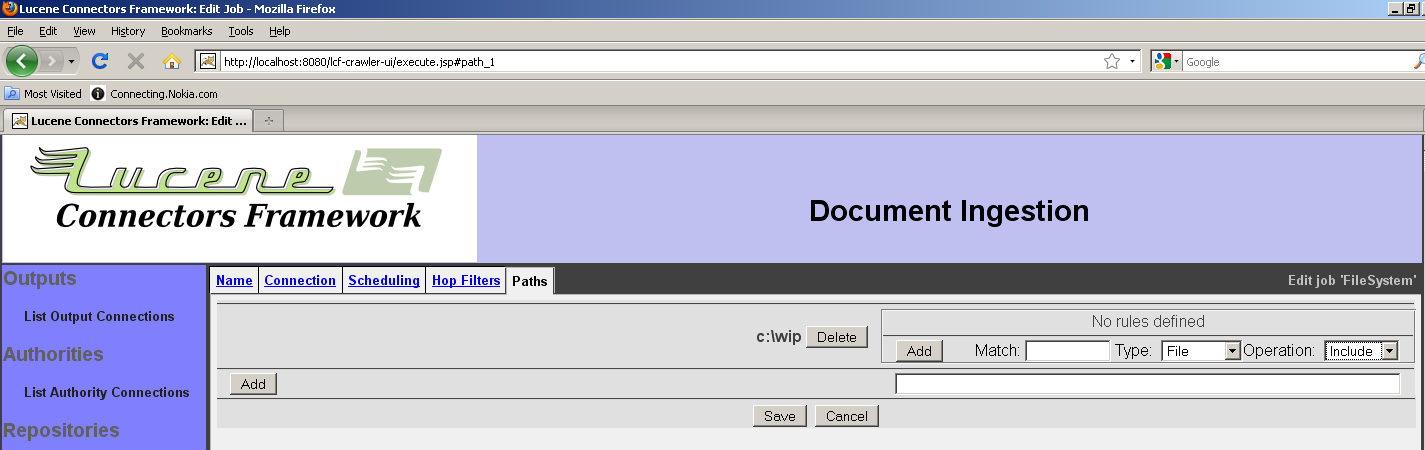 Lucene Connectors Framework: Edit Job - Mozilla Firefox
File Edit View History Bookmarks Tools Help
http://localhost:8080/lcf-crawler-ui/execute.jsp#path_1
Google
Most Visited Connecting.Nokia.com
Lucene Connectors Framework: Edit ...
Lucene
Connectors Framework
Document Ingestion
Outputs
List Output Connections
Authorities
List Authority Connections
Repositories
Name Connection Scheduling Hop Filters Paths Edit job 'FileSystem'
No rules defined
c:\wip Delete
Add Match: Type: File Operation: Include
Add
Save Cancel